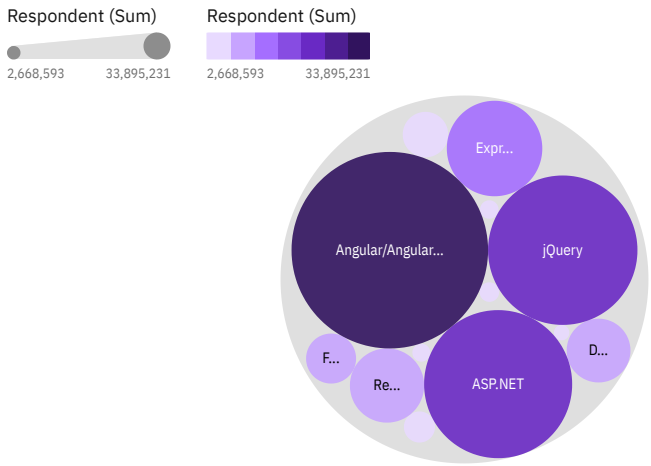 Respondent (Sum)
2,668,593 33,895,231
Respondent (Sum)
2,668,593 33,895,231
Expr...
Angular/Angular...
jQuery
F...
D...
Re...
ASP.NET